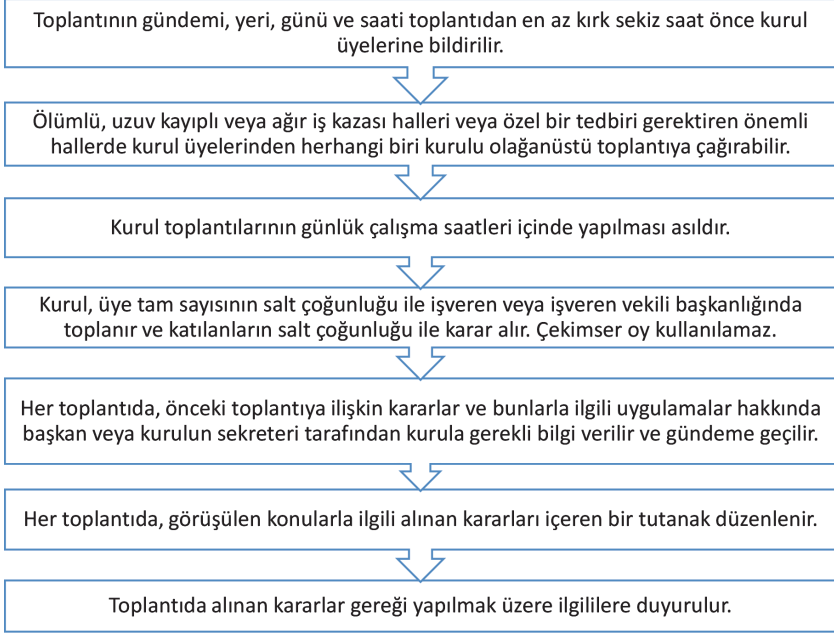 Toplantının gündemi, yeri, günü ve saati toplantıdan en az kırk sekiz saat önce kurul
üyelerine bildirilir.
Ölümlü, uzuv kayıplı veya ağır iş kazası halleri veya özel bir tedbiri gerektiren önemli
hallerde kurul üyelerinden herhangi biri kurulu olağanüstü toplantıya çağırabilir.
Kurul toplantılarının günlük çalışma saatleri içinde yapılması asıldır.
Kurul, üye tam sayısının salt çoğunluğu ile işveren veya işveren vekili başkanlığında
toplanır ve katılanların salt çoğunluğu ile karar alır. Çekimser oy kullanılamaz.
Her toplantıda, önceki toplantıya ilişkin kararlar ve bunlarla ilgili uygulamalar hakkında
başkan veya kurulun sekreteri tarafından kurula gerekli bilgi verilir ve gündeme geçilir.
Her toplantıda, görüşülen konularla ilgili alınan kararları içeren bir tutanak düzenlenir.
Toplantıda alınan kararlar gereği yapılmak üzere ilgililere duyurulur.